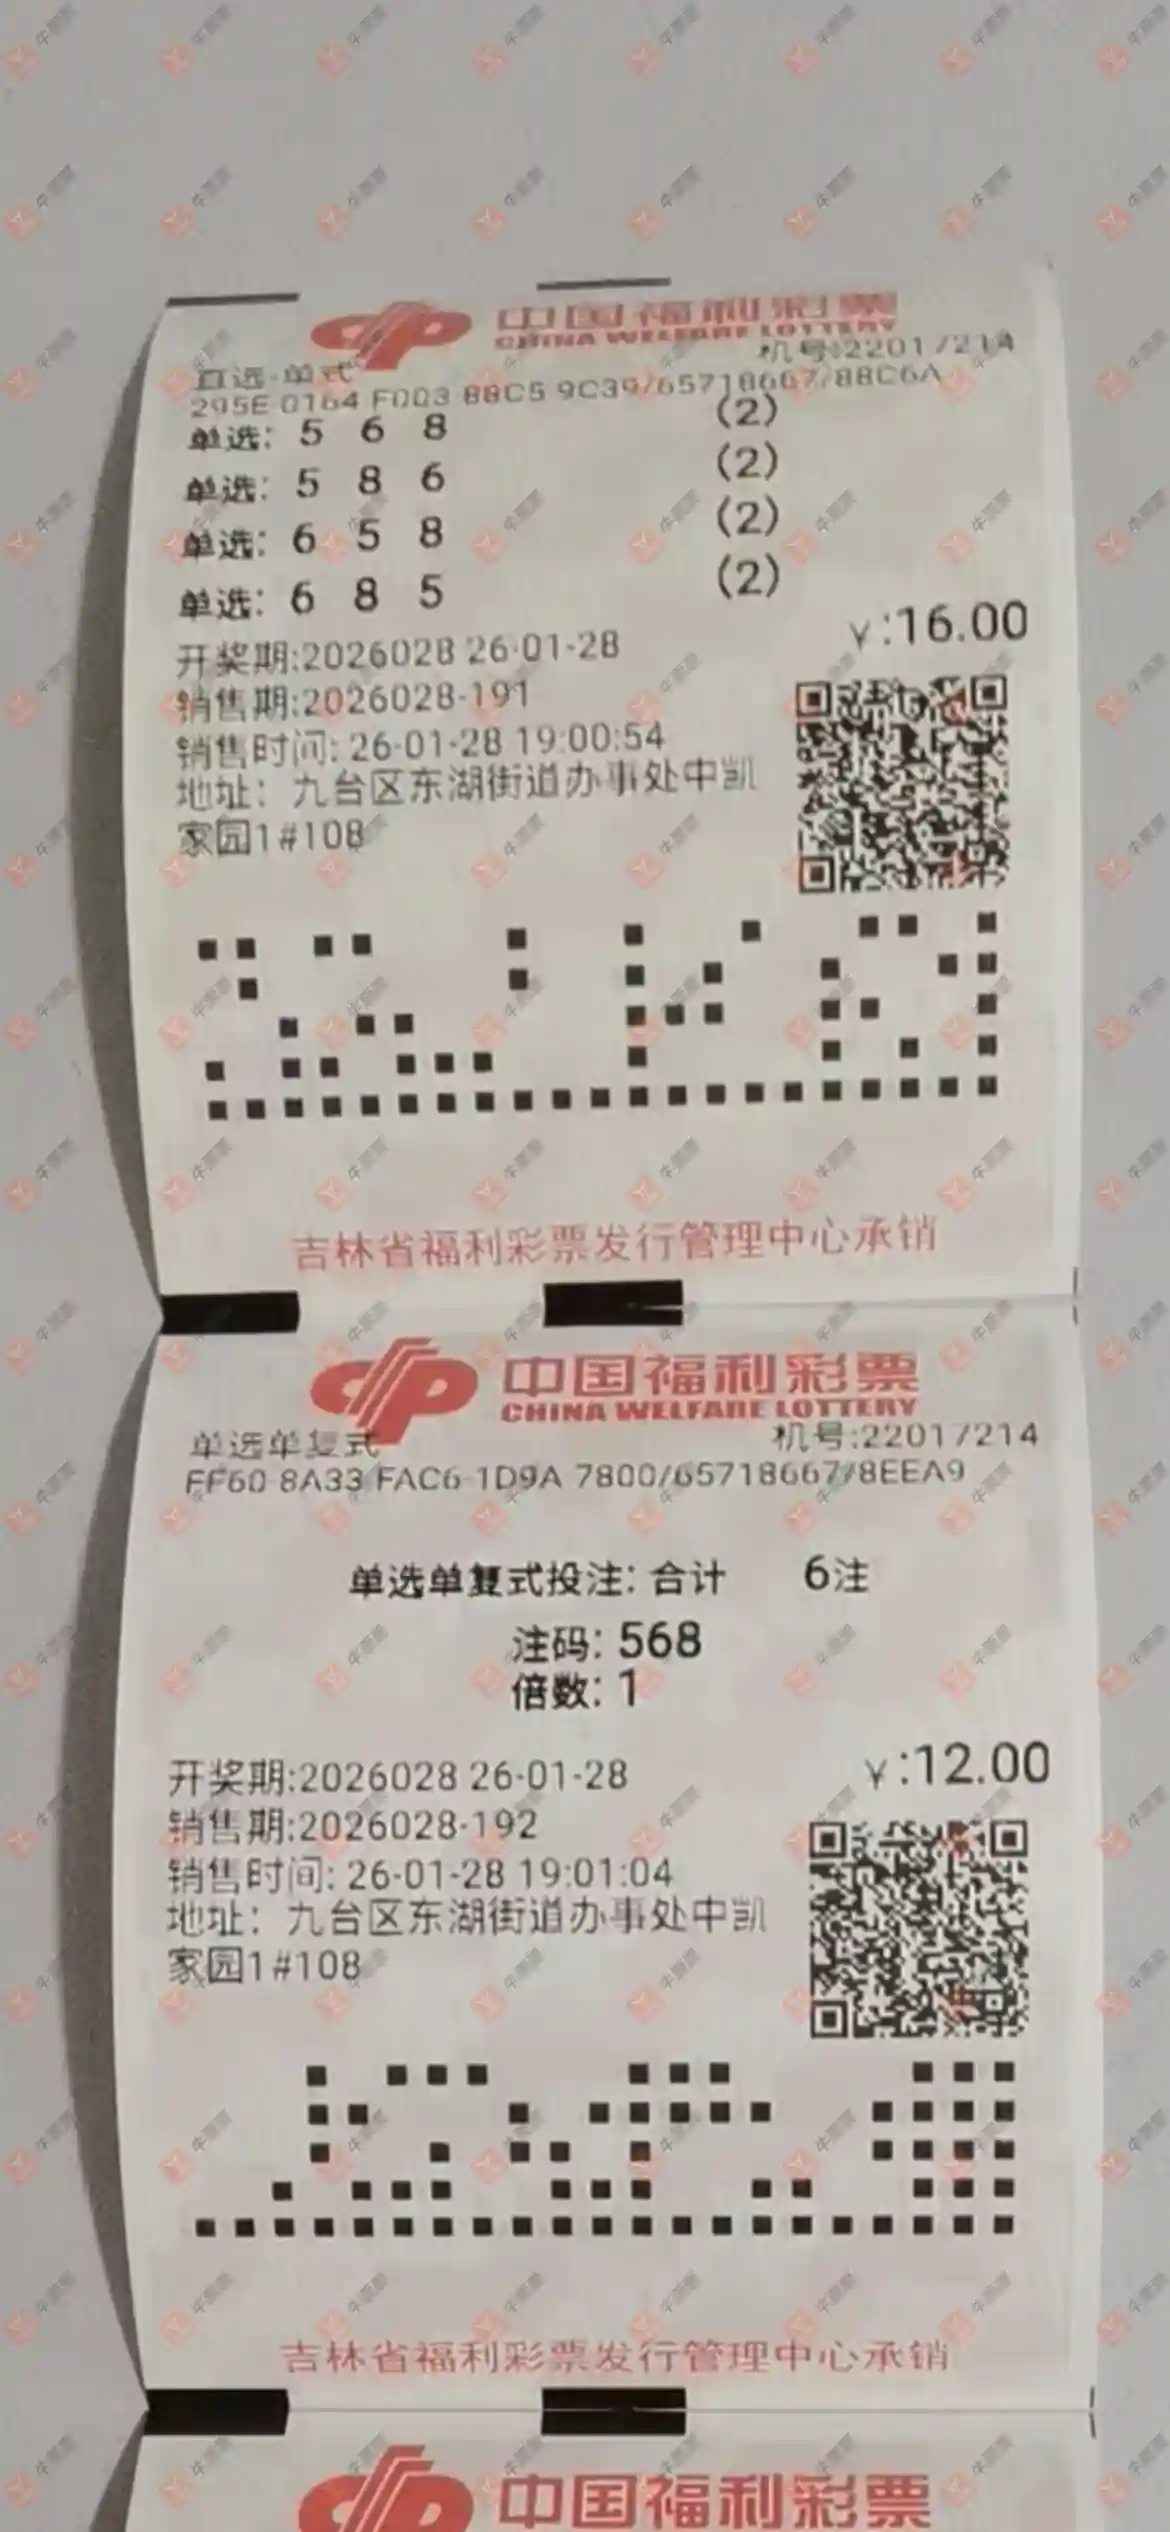 中国福利彩票
CHINA WELFARE LOTTERY
机号:22017214
直选-单式
295E 0164 F003 88C5 9C39/65718667/88C6A
单选: 5 6 8 (2)
单选: 5 8 6 (2)
单选: 6 5 8 (2)
单选: 6 8 5 (2)
¥:16.00
开奖期:2026028 26-01-28
销售期:2026028-191
销售时间: 26-01-28 19:00:54
地址：九台区东湖街道办事处中凯
家园1#108
吉林省福利彩票发行管理中心承销
中国福利彩票
CHINA WELFARE LOTTERY
单选单复式
机号:22017214
FF60 8A33 FAC6 1D9A 7800/65718667/8EEA9
单选单复式投注: 合计 6注
注码: 568
倍数: 1
¥:12.00
开奖期:2026028 26-01-28
销售期:2026028-192
销售时间: 26-01-28 19:01:04
地址：九台区东湖街道办事处中凯
家园1#108
吉林省福利彩票发行管理中心承销
中国福利彩票